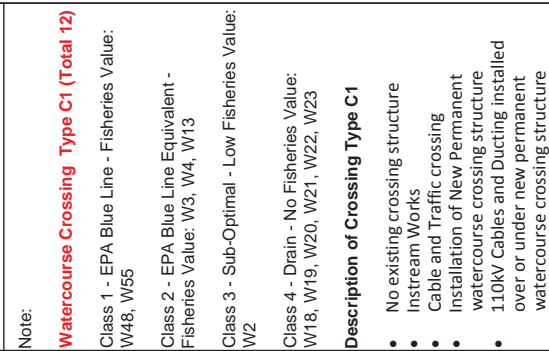 Note:
Watercourse Crossing Type C1 (Total 12)
Class 1 - EPA Blue Line - Fisheries Value:
W48, W55
Class 2 - EPA Blue Line Equivalent -
Fisheries Value: W3, W4, W13
Class 3 - Sub-Optimal - Low Fisheries Value:
W2
Class 4 - Drain - No Fisheries Value:
W18, W19, W20, W21, W22, W23
Description of Crossing Type C1
• No existing crossing structure
• Instream Works
• Cable and Traffic crossing
• Installation of New Permanent
watercourse crossing structure
• 110kV Cables and Ducting installed
over or under new permanent
watercourse crossing structure